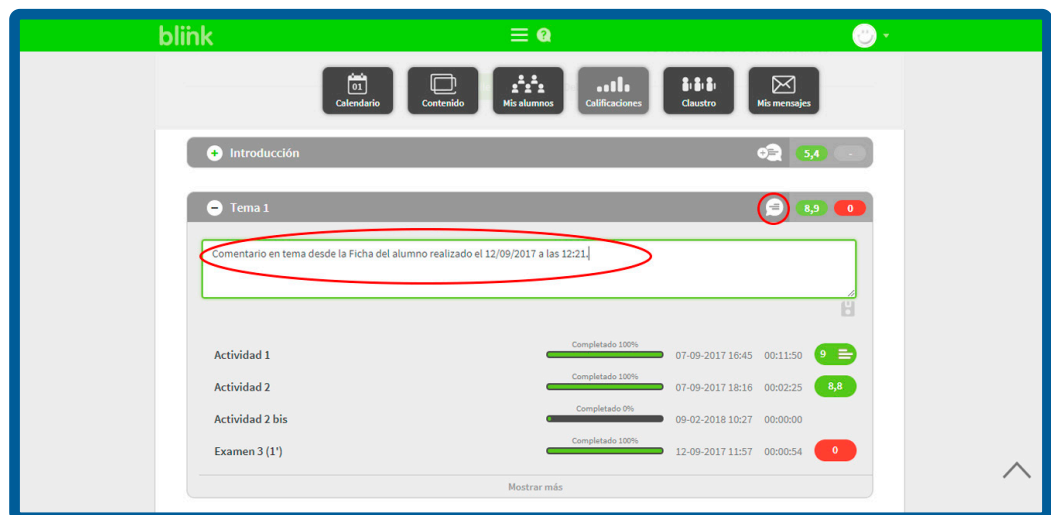 blink
01
Calendario
Contenido
Mis alumnos
Calificaciones
Claustro
Mis mensajes
Introducción 5,4 -
Tema 1 8,9 0
Comentario en tema desde la Ficha del alumno realizado el 12/09/2017 a las 12:21.
Completado 100%
Actividad 1 07-09-2017 16:45 00:11:50 9
Completado 100%
Actividad 2 07-09-2017 18:16 00:02:25 8,8
Completado 0%
Actividad 2 bis 09-02-2018 10:27 00:00:00
Completado 100%
Examen 3 (1') 12-09-2017 11:57 00:00:54 0
Mostrar más